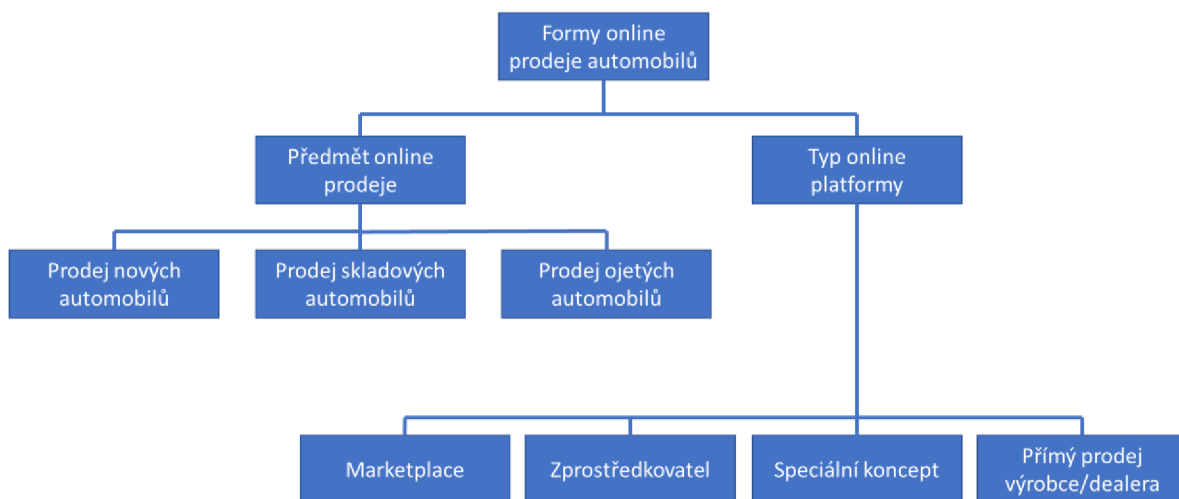 Formy online
prodeje automobilů
Předmět online
prodeje
Typ online
platformy
Prodej nových
automobilů
Prodej skladových
automobilů
Prodej ojetých
automobilů
Marketplace
Zprostředkovatel
Speciální koncept
Přímý prodej
výrobce/dealera